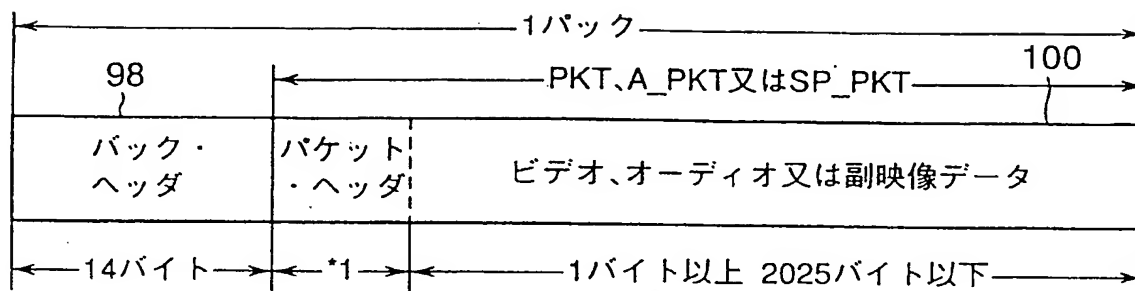 1パック
98
PKT、A_PKT又はSP_PKT
100
バック・
ヘッダ
パケット
・ヘッダ
ビデオ、オーディオ又は副映像データ
14バイト
*1
1バイト以上 2025バイト以下